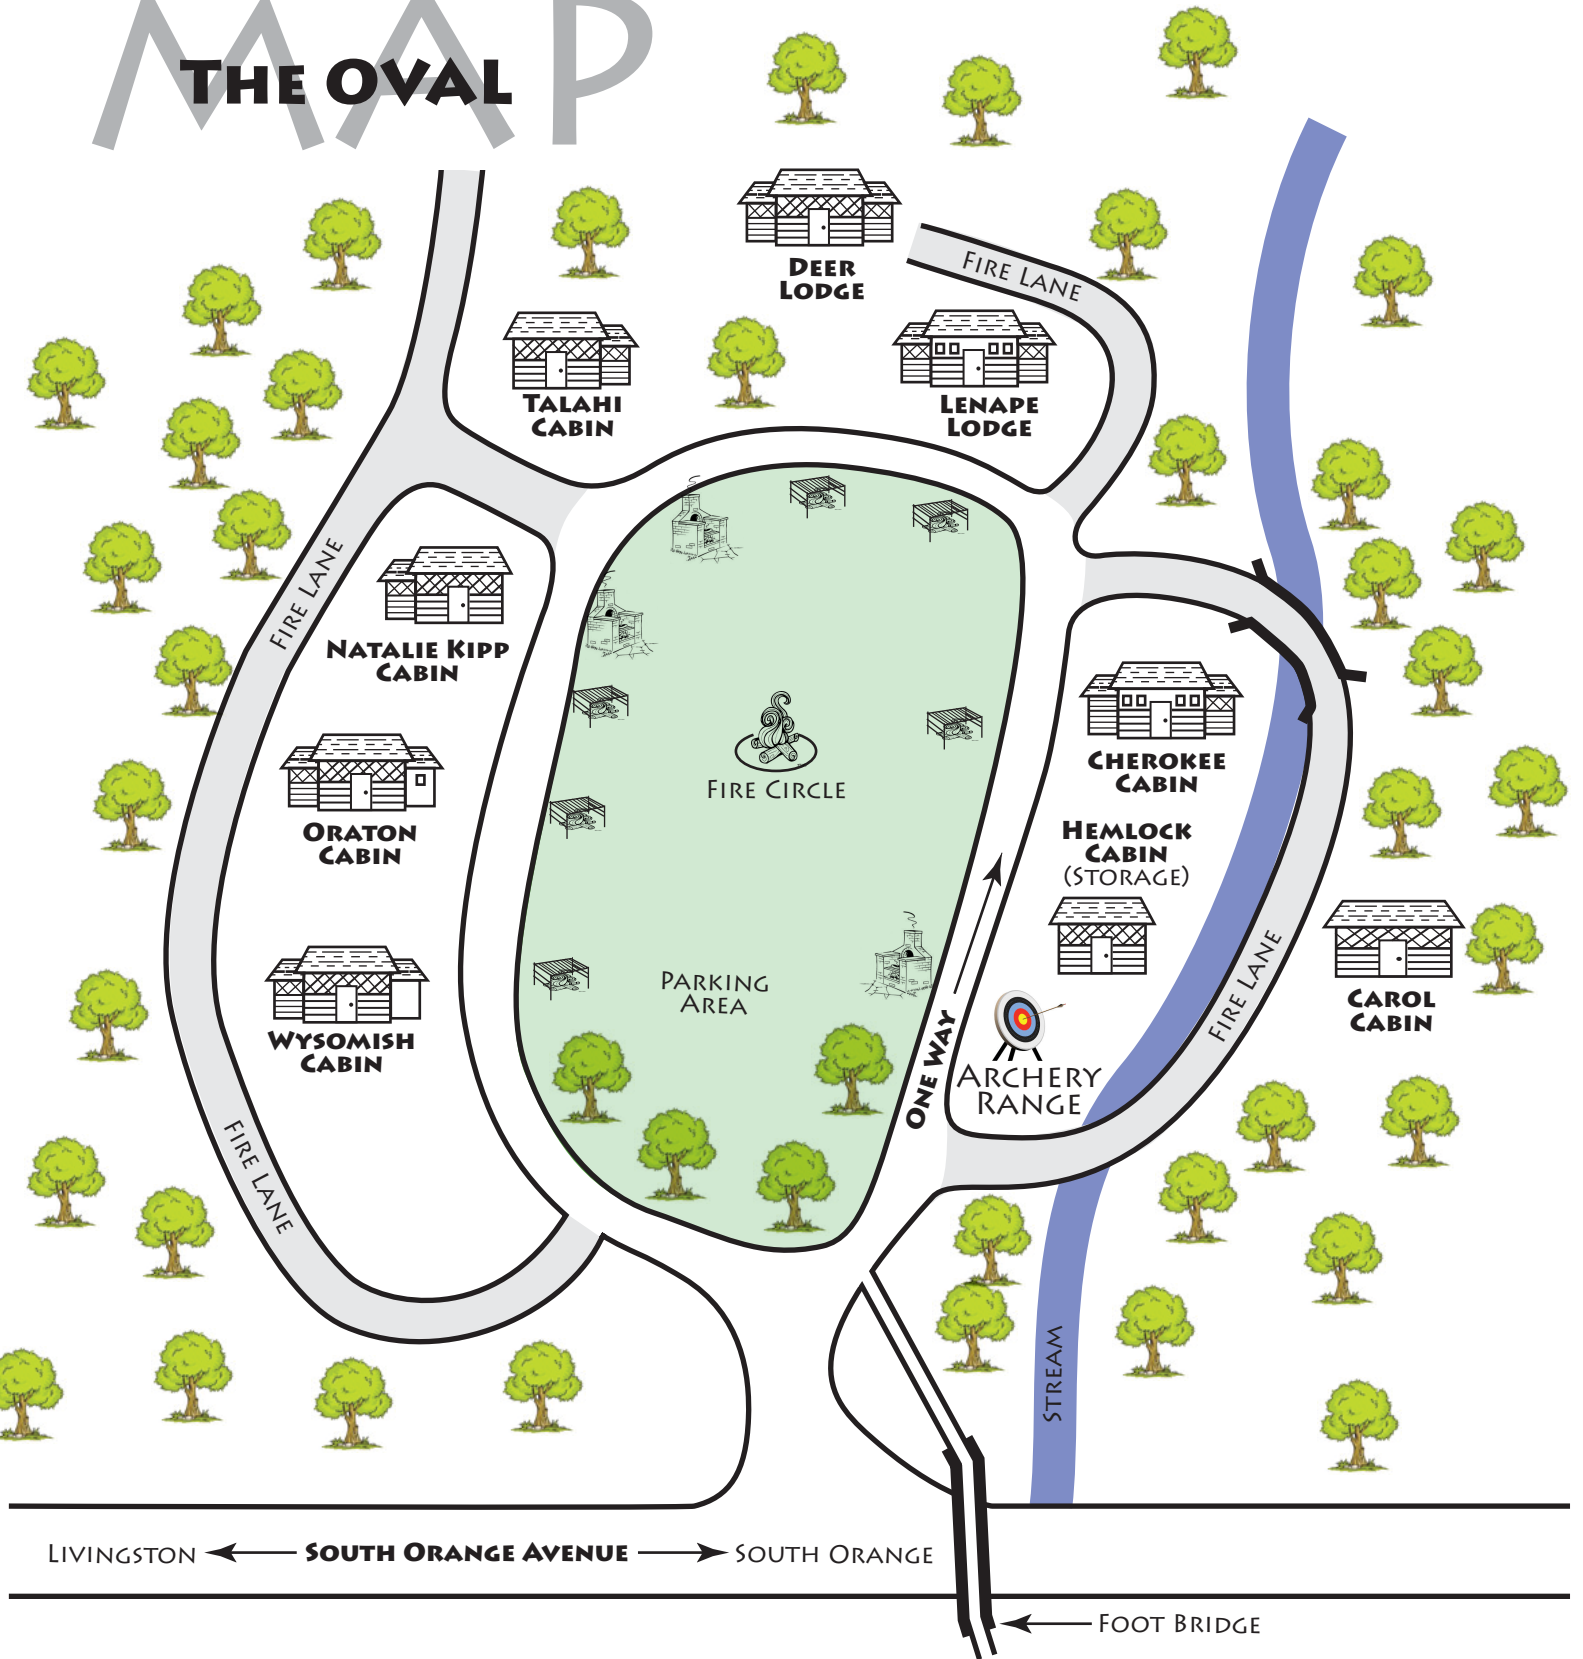 MAP
THE OVAL
DEER
LODGE
FIRE LANE
TALAHI
CABIN
LENAPE
LODGE
FIRE LANE
NATALIE KIPP
CABIN
CHEROKEE
CABIN
FIRE CIRCLE
ORATON
CABIN
HEMLOCK
CABIN
(STORAGE)
PARKING
AREA
FIRE LANE
CAROL
CABIN
WYSOMISH
CABIN
ONE WAY
ARCHERY
RANGE
FIRE LANE
STREAM
LIVINGSTON
SOUTH ORANGE AVENUE
SOUTH ORANGE
FOOT BRIDGE